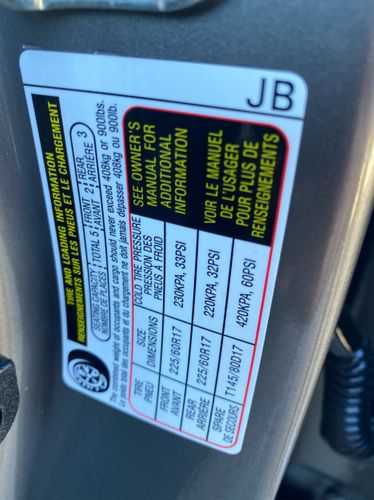 JB
TIRE AND LOADING INFORMATION
RENSEIGNEMENTS SUR LES PNEUS ET LE CHARGEMENT
SEATING CAPACITY TOTAL 5 FRONT 2 REAR 3
NOMBRE DE PLACES AVANT ARRIÈRE
The combined weight of occupants and cargo should never exceed 408kg or 900lb.
Le poids total des occupants et du chargement ne doit jamais dépasser 408kg ou 900lb.
TIRE SIZE COLD TIRE PRESSURE
PNEU DIMENSIONS PRESSION DES PNEUS À FROID
FRONT 225/60R17 230KPA, 33PSI
AVANT
REAR 225/60R17 220KPA, 32PSI
ARRIÈRE
SPARE T145/80D17 420KPA, 60PSI
DE SECOURS
SEE OWNER'S
MANUAL FOR
ADDITIONAL
INFORMATION
VOIR LE MANUEL
DE L'USAGER
POUR PLUS DE
RENSEIGNEMENTS